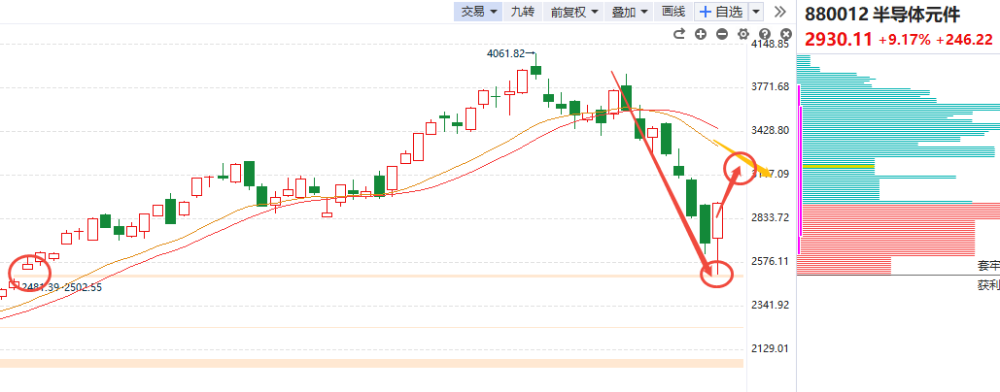 交易 九转 前复权 叠加 画线 自选
880012 半导体元件
2930.11 +9.17% +246.22
4148.85
4061.82
3771.68
3428.80
2833.72
2576.11
2481.39-2502.55
2341.92
2129.01
套牢
获利